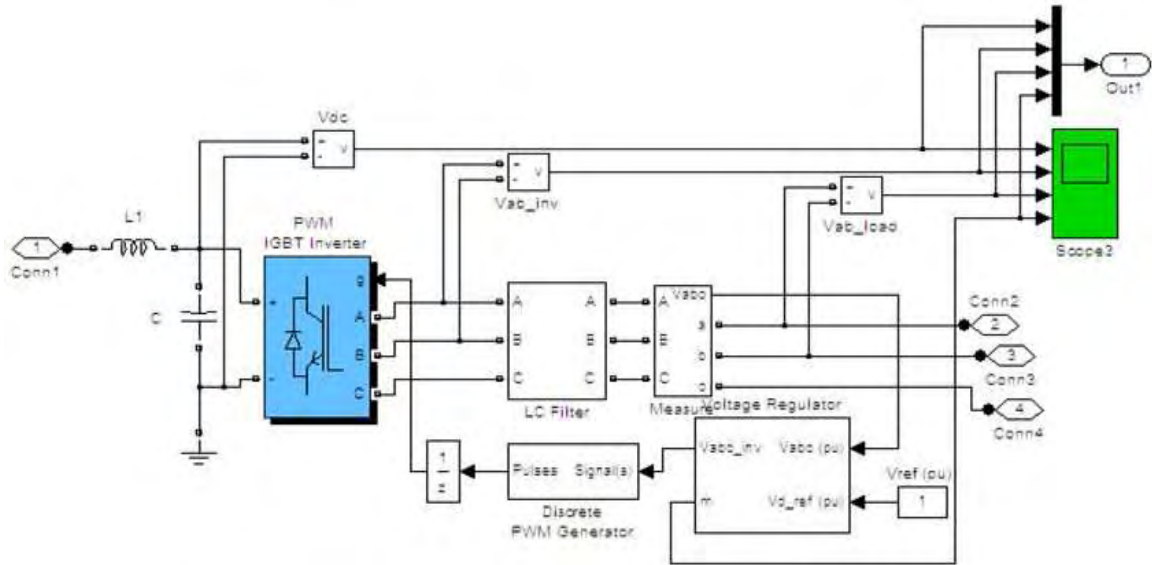 1
Out1
Vdc
+
-
v
+
-
v
Vab_inv
+
-
v
Vab_load
Scope3
L1
1
Conn1
PWM
IGBT Inverter
g
+
A
B
-
C
C
A
B
C
A
B
C
LC Filter
A
B
C
Vabc
a
b
c
Measure
Conn2
2
3
Conn3
4
Conn4
Voltage Regulator
Vabc_inv
Vabc (pu)
m
Vd_ref (pu)
Vref (pu)
1
1
z
Pulses
Signal(s)
Discrete
PWM Generator